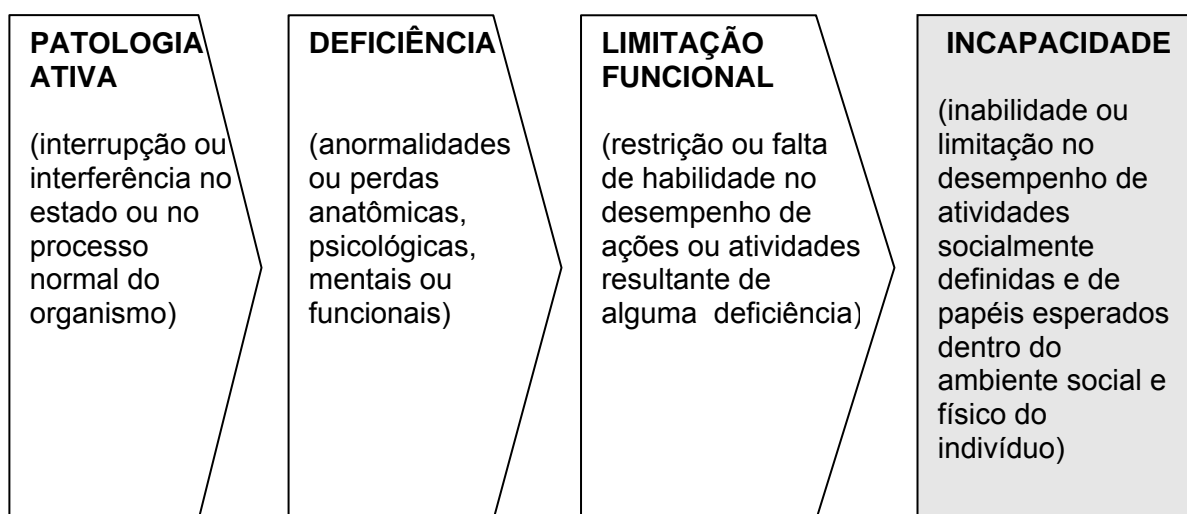 PATOLOGIA
ATIVA
(interrupção ou
interferência no
estado ou no
processo
normal do
organismo)
DEFICIÊNCIA
(anormalidades
ou perdas
anatômicas,
psicológicas,
mentais ou
funcionais)
LIMITAÇÃO
FUNCIONAL
(restrição ou falta
de habilidade no
desempenho de
ações ou atividades
resultante de
alguma deficiência)
INCAPACIDADE
(inabilidade ou
limitação no
desempenho de
atividades
socialmente
definidas e de
papéis esperados
dentro do
ambiente social e
físico do
indivíduo)